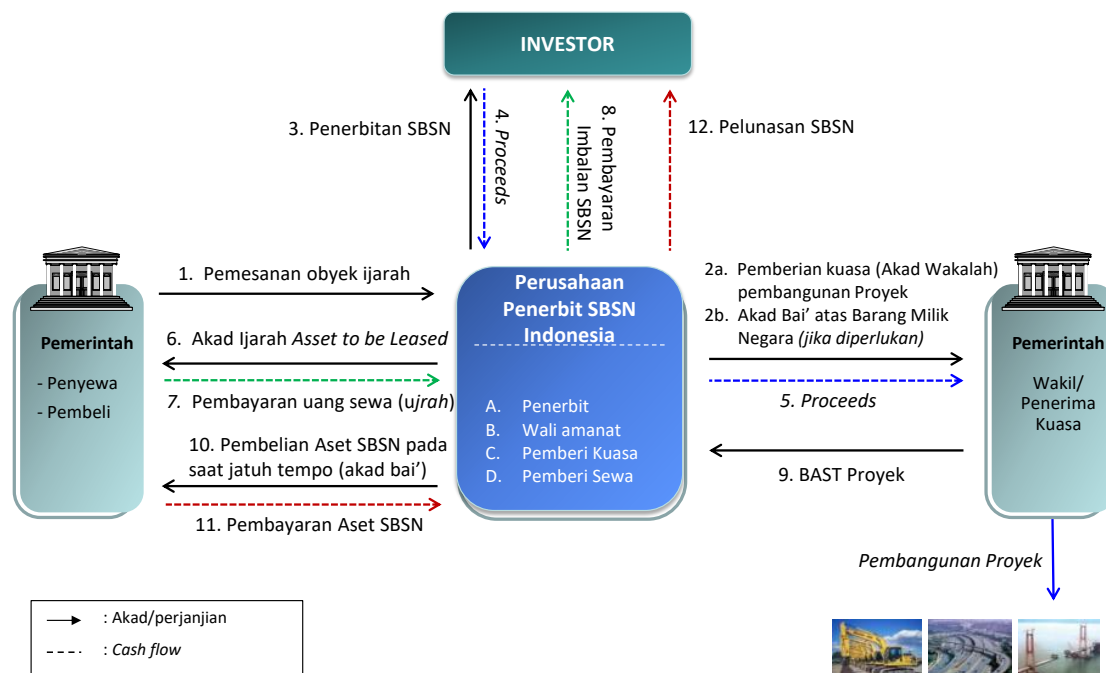 INVESTOR
3. Penerbitan SBSN
4. Proceeds
8. Pembayaran
Imbalan SBSN
12. Pelunasan SBSN
Pemerintah
- Penyewa
- Pembeli
1. Pemesanan obyek ijarah
6. Akad Ijarah Asset to be Leased
7. Pembayaran uang sewa (ujrah)
10. Pembelian Aset SBSN pada
saat jatuh tempo (akad bai’)
11. Pembayaran Aset SBSN
Perusahaan
Penerbit SBSN
Indonesia
A. Penerbit
B. Wali amanat
C. Pemberi Kuasa
D. Pemberi Sewa
2a. Pemberian kuasa (Akad Wakalah)
pembangunan Proyek
2b. Akad Bai’ atas Barang Milik
Negara (jika diperlukan)
5. Proceeds
9. BAST Proyek
Pemerintah
Wakil/
Penerima
Kuasa
Pembangunan Proyek
: Akad/perjanjian
: Cash flow